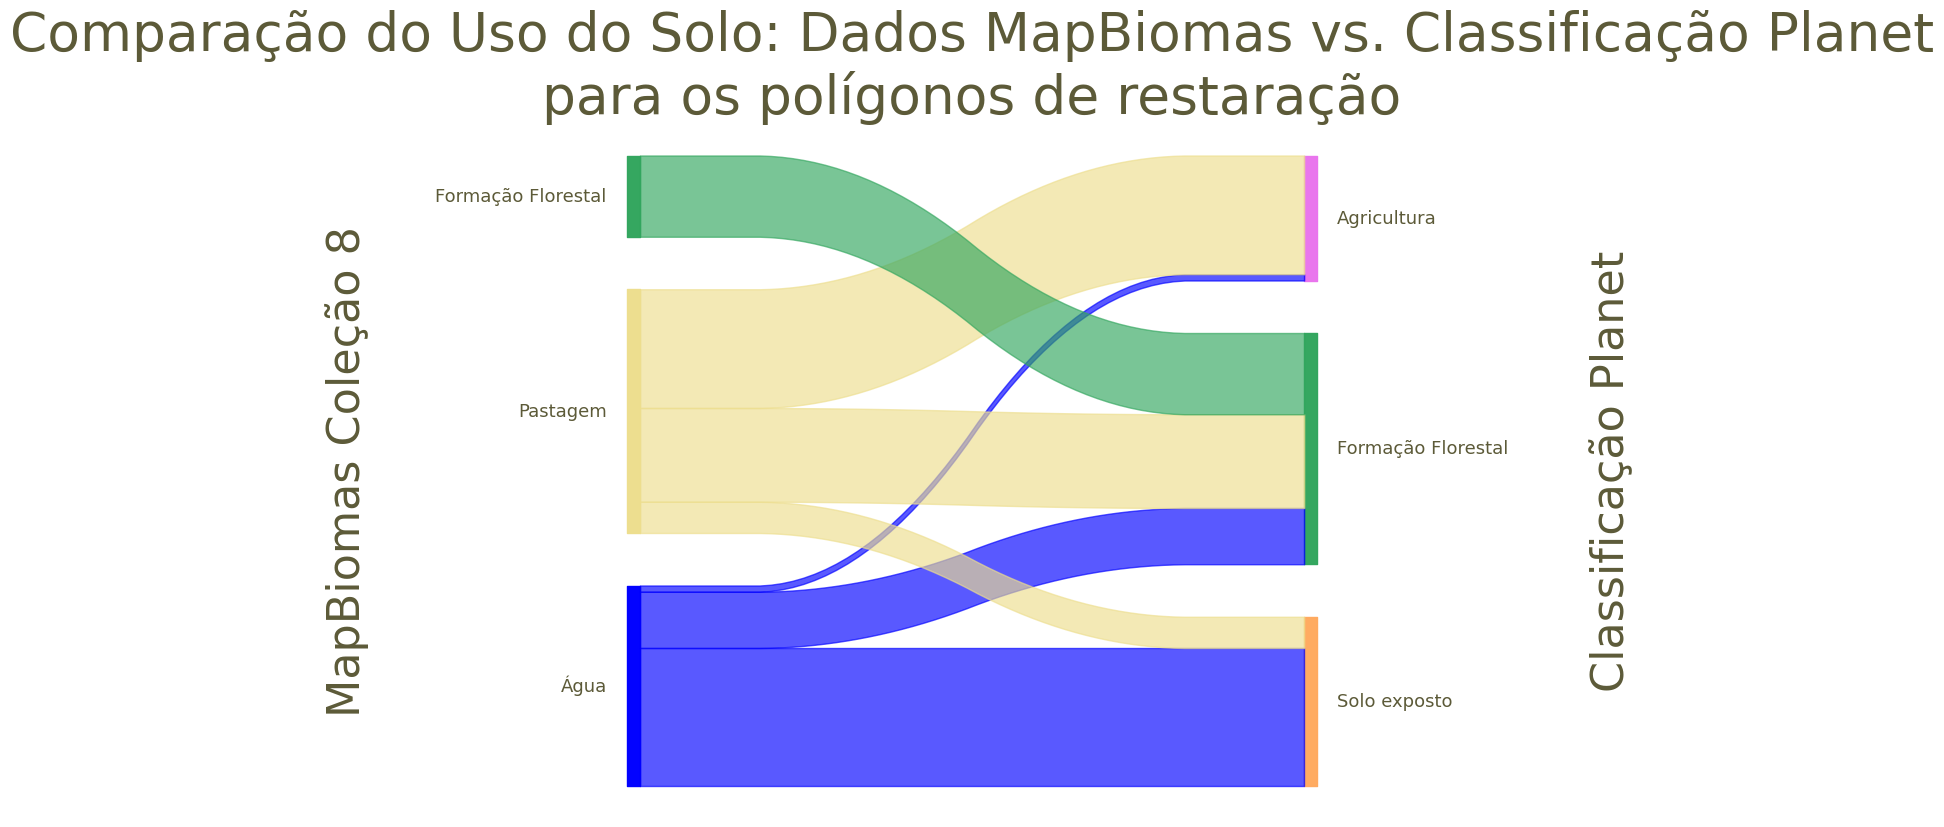 Comparação do Uso do Solo: Dados MapBiomas vs. Classificação Planet
para os polígonos de restaração
MapBiomas Coleção 8
Formação Florestal
Pastagem
Água
Agricultura
Formação Florestal
Solo exposto
Classificação Planet